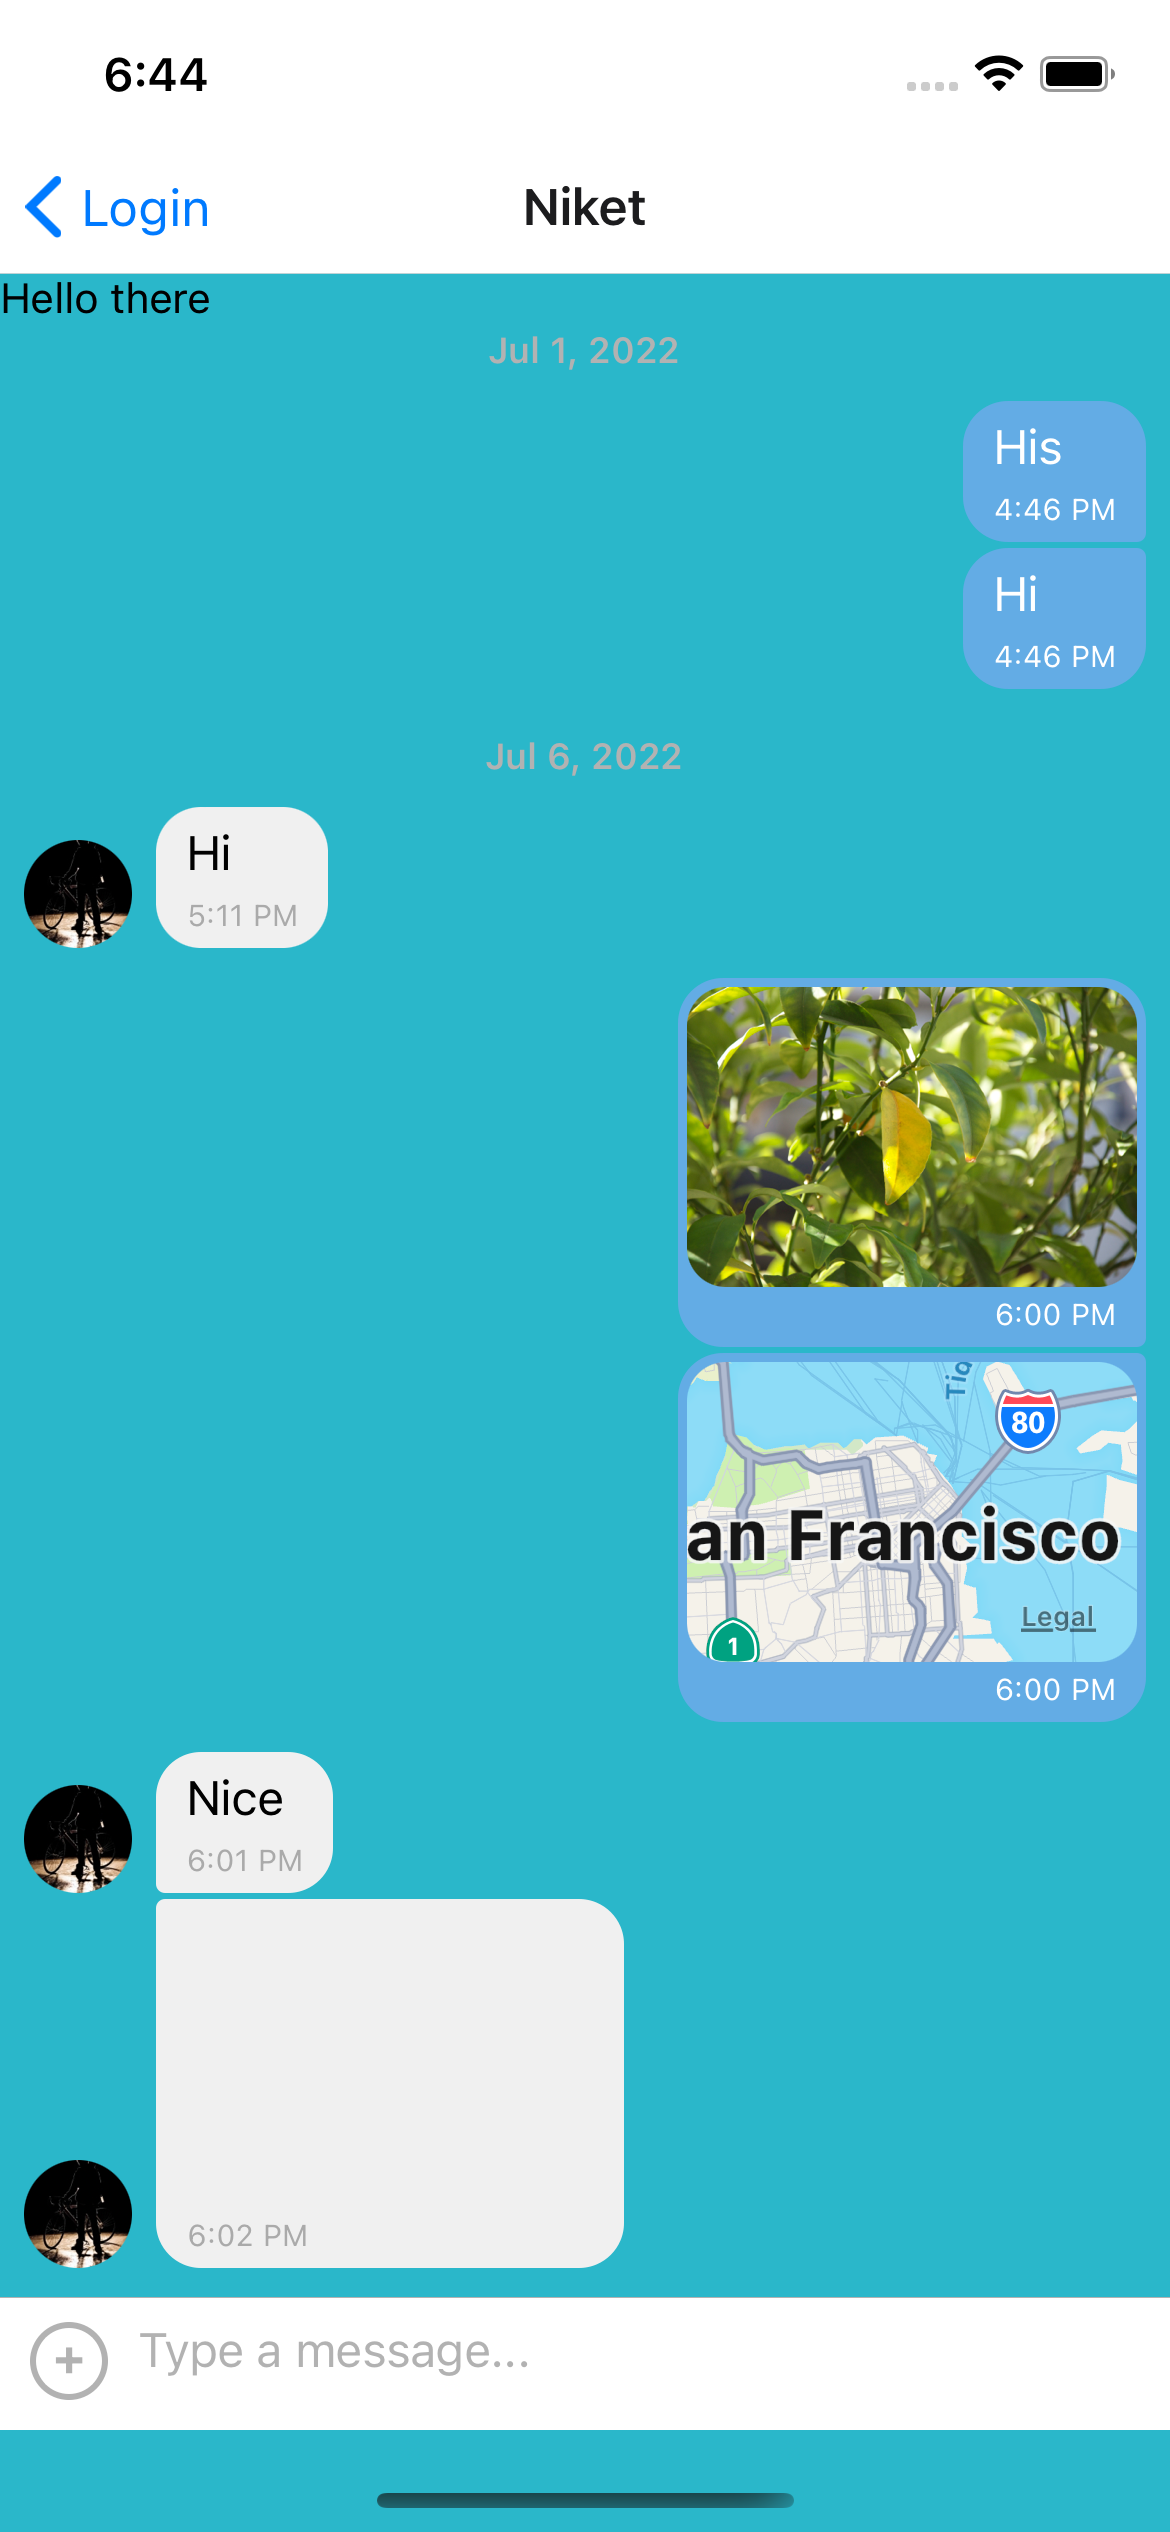 6:44
Login
Niket
Hello there
Jul 1, 2022
His
4:46 PM
Hi
4:46 PM
Jul 6, 2022
Hi
5:11 PM
6:00 PM
80
an Francisco
Legal
1
6:00 PM
Nice
6:01 PM
6:02 PM
Type a message...